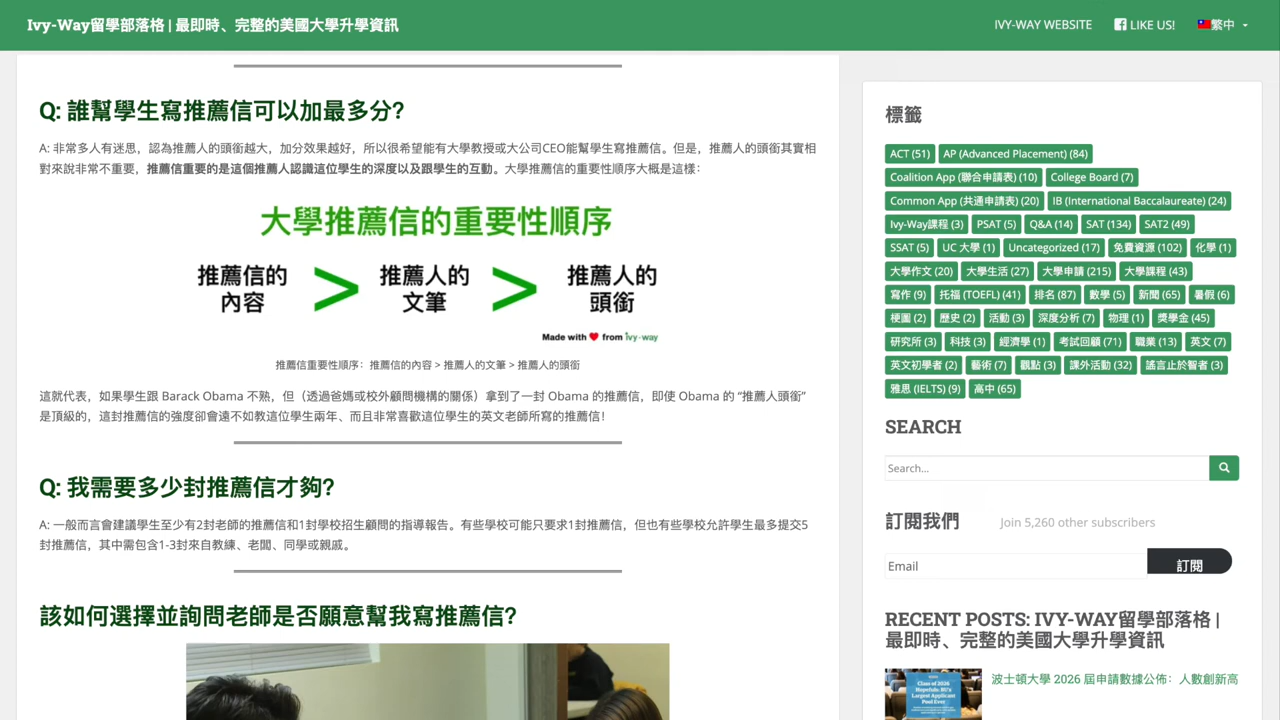 Ivy-Way留學部落格 | 最即時、完整的美國大學升學資訊
IVY-WAY WEBSITE
LIKE US!
繁中
Q: 誰幫學生寫推薦信可以加最多分?
A: 非常多人有迷思，認為推薦人的頭銜越大，加分效果越好，所以很希望能有大學教授或大公司CEO能幫學生寫推薦信。但是，推薦人的頭銜其實相
對來說非常不重要，推薦信重要的是這個推薦人認識這位學生的深度以及跟學生的互動。大學推薦信的重要性順序大概是這樣：
大學推薦信的重要性順序
推薦信的
內容
>
推薦人的
文筆
>
推薦人的
頭銜
Made with ❤ from ivy-way
推薦信重要性順序：推薦信的內容 > 推薦人的文筆 > 推薦人的頭銜
這就代表，如果學生跟 Barack Obama 不熟，但（透過爸媽或校外顧問機構的關係）拿到了一封 Obama 的推薦信，即使 Obama 的 “推薦人頭銜”
是頂級的，這封推薦信的強度卻會遠不如教這位學生兩年、而且非常喜歡這位學生的英文老師所寫的推薦信！
Q: 我需要多少封推薦信才夠?
A: 一般而言會建議學生至少有2封老師的推薦信和1封學校招生顧問的指導報告。有些學校可能只要求1封推薦信，但也有些學校允許學生最多提交5
封推薦信，其中需包含1-3封來自教練、老闆、同學或親戚。
該如何選擇並詢問老師是否願意幫我寫推薦信?
標籤
ACT (51) AP (Advanced Placement) (84)
Coalition App (聯合申請表) (10) College Board (7)
Common App (共通申請表) (20) IB (International Baccalaureate) (24)
Ivy-Way課程 (3) PSAT (5) Q&A (14) SAT (134) SAT2 (49)
SSAT (5) UC 大學 (1) Uncategorized (17) 免費資源 (102) 化學 (1)
大學作文 (20) 大學生活 (27) 大學申請 (215) 大學課程 (43)
寫作 (9) 托福 (TOEFL) (41) 排名 (87) 數學 (5) 新聞 (65) 暑假 (6)
梗圖 (2) 歷史 (2) 活動 (3) 深度分析 (7) 物理 (1) 獎學金 (45)
研究所 (3) 科技 (3) 經濟學 (1) 考試回顧 (71) 職業 (13) 英文 (7)
英文初學者 (2) 藝術 (7) 觀點 (3) 課外活動 (32) 謠言止於智者 (3)
雅思 (IELTS) (9) 高中 (65)
SEARCH
Search...
訂閱我們
Join 5,260 other subscribers
Email
訂閱
RECENT POSTS: IVY-WAY留學部落格 |
最即時、完整的美國大學升學資訊
Class of 2026
Hopefuls: BU's
Largest Applicant
Pool Ever
波士頓大學 2026 屆申請數據公佈：人數創新高